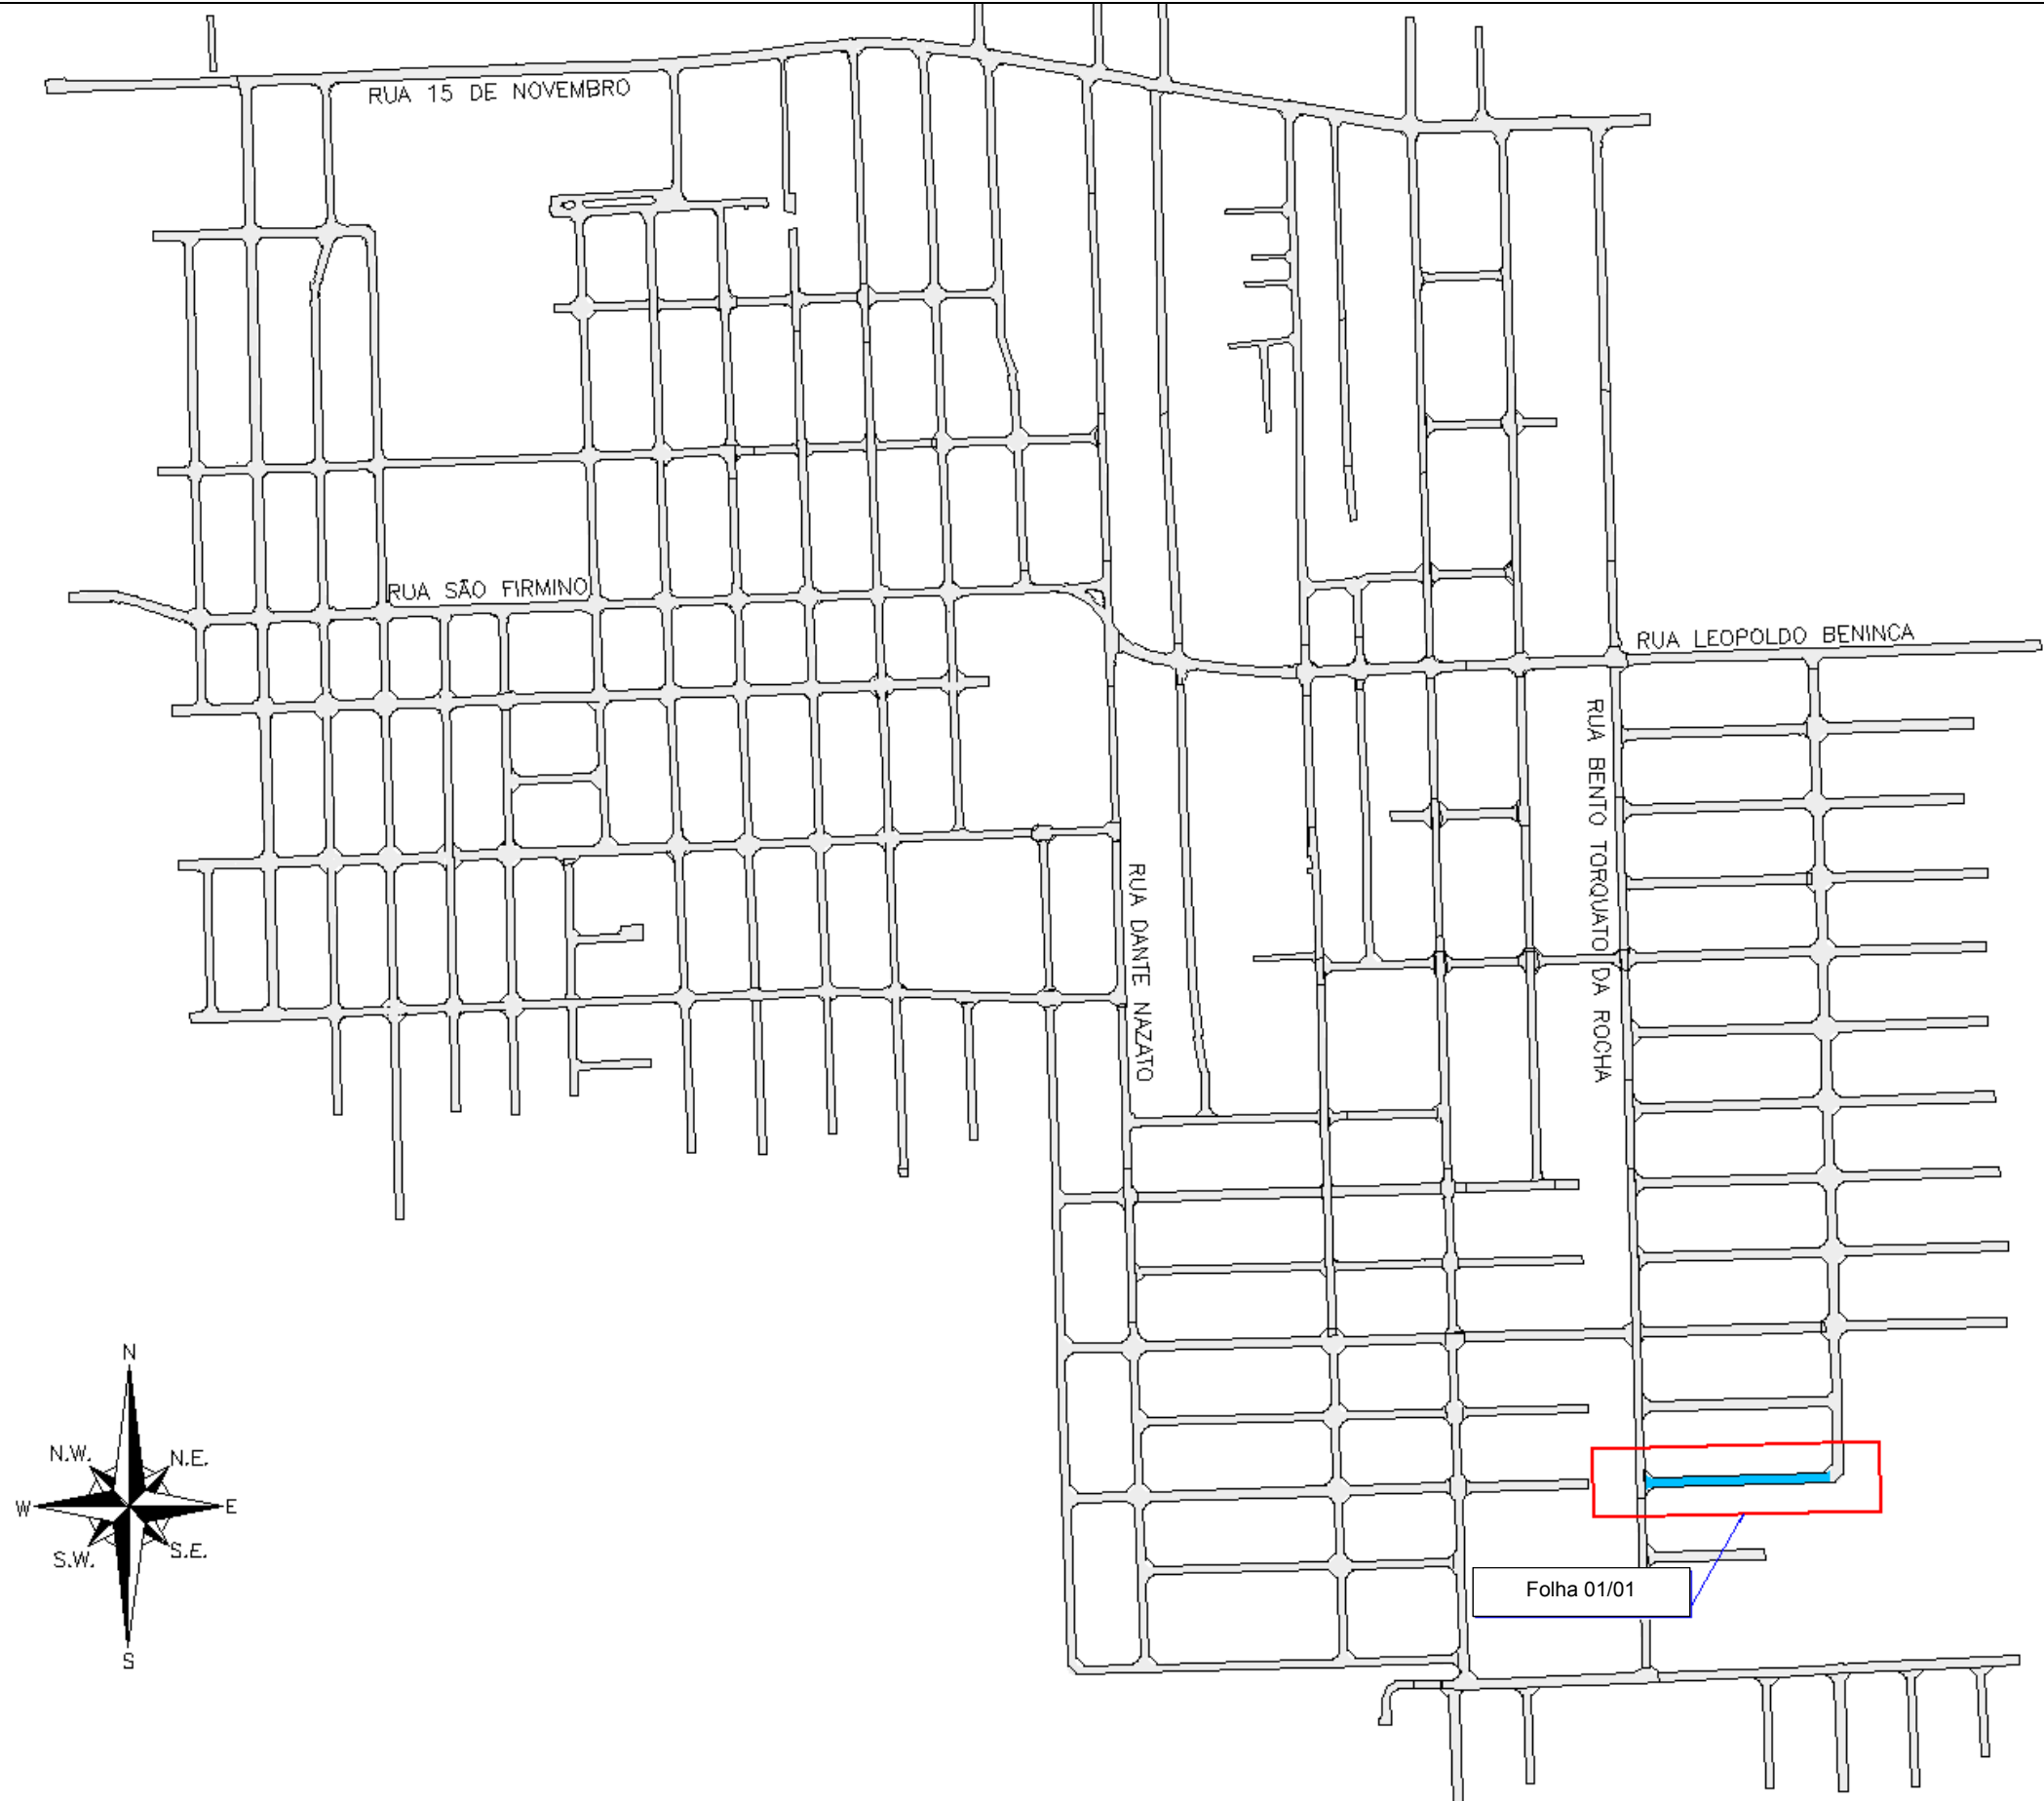 RUA 15 DE NOVEMBRO
RUA SÃO FIRMINO
RUA LEOPOLDO BENINCA
RUA BENTO TORQUATO DA ROCHA
RUA DANTE NAZATO
N
N.W.
N.E.
W
E
S.W.
S.E.
S
Folha 01/01